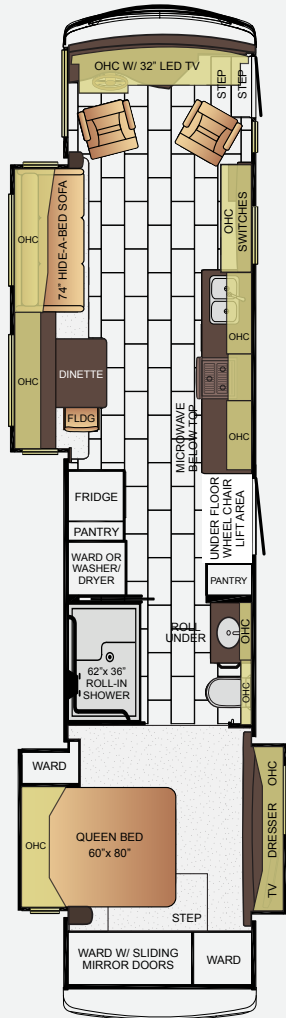 OHC W/ 32" LED TV
STEP
STEP
OHC
74" HIDE-A-BED SOFA
OHC
SWITCHES
OHC
DINETTE
FLDG
OHC
OHC
MICROWAVE
BELOW TOP
FRIDGE
PANTRY
WARD OR
WASHER/
DRYER
UNDER FLOOR
WHEEL CHAIR
LIFT AREA
PANTRY
ROLL
UNDER
OHC
62"x 36"
ROLL-IN
SHOWER
OHC
WARD
OHC
QUEEN BED
60"x 80"
OHC
DRESSER
TV
STEP
WARD W/ SLIDING
MIRROR DOORS
WARD